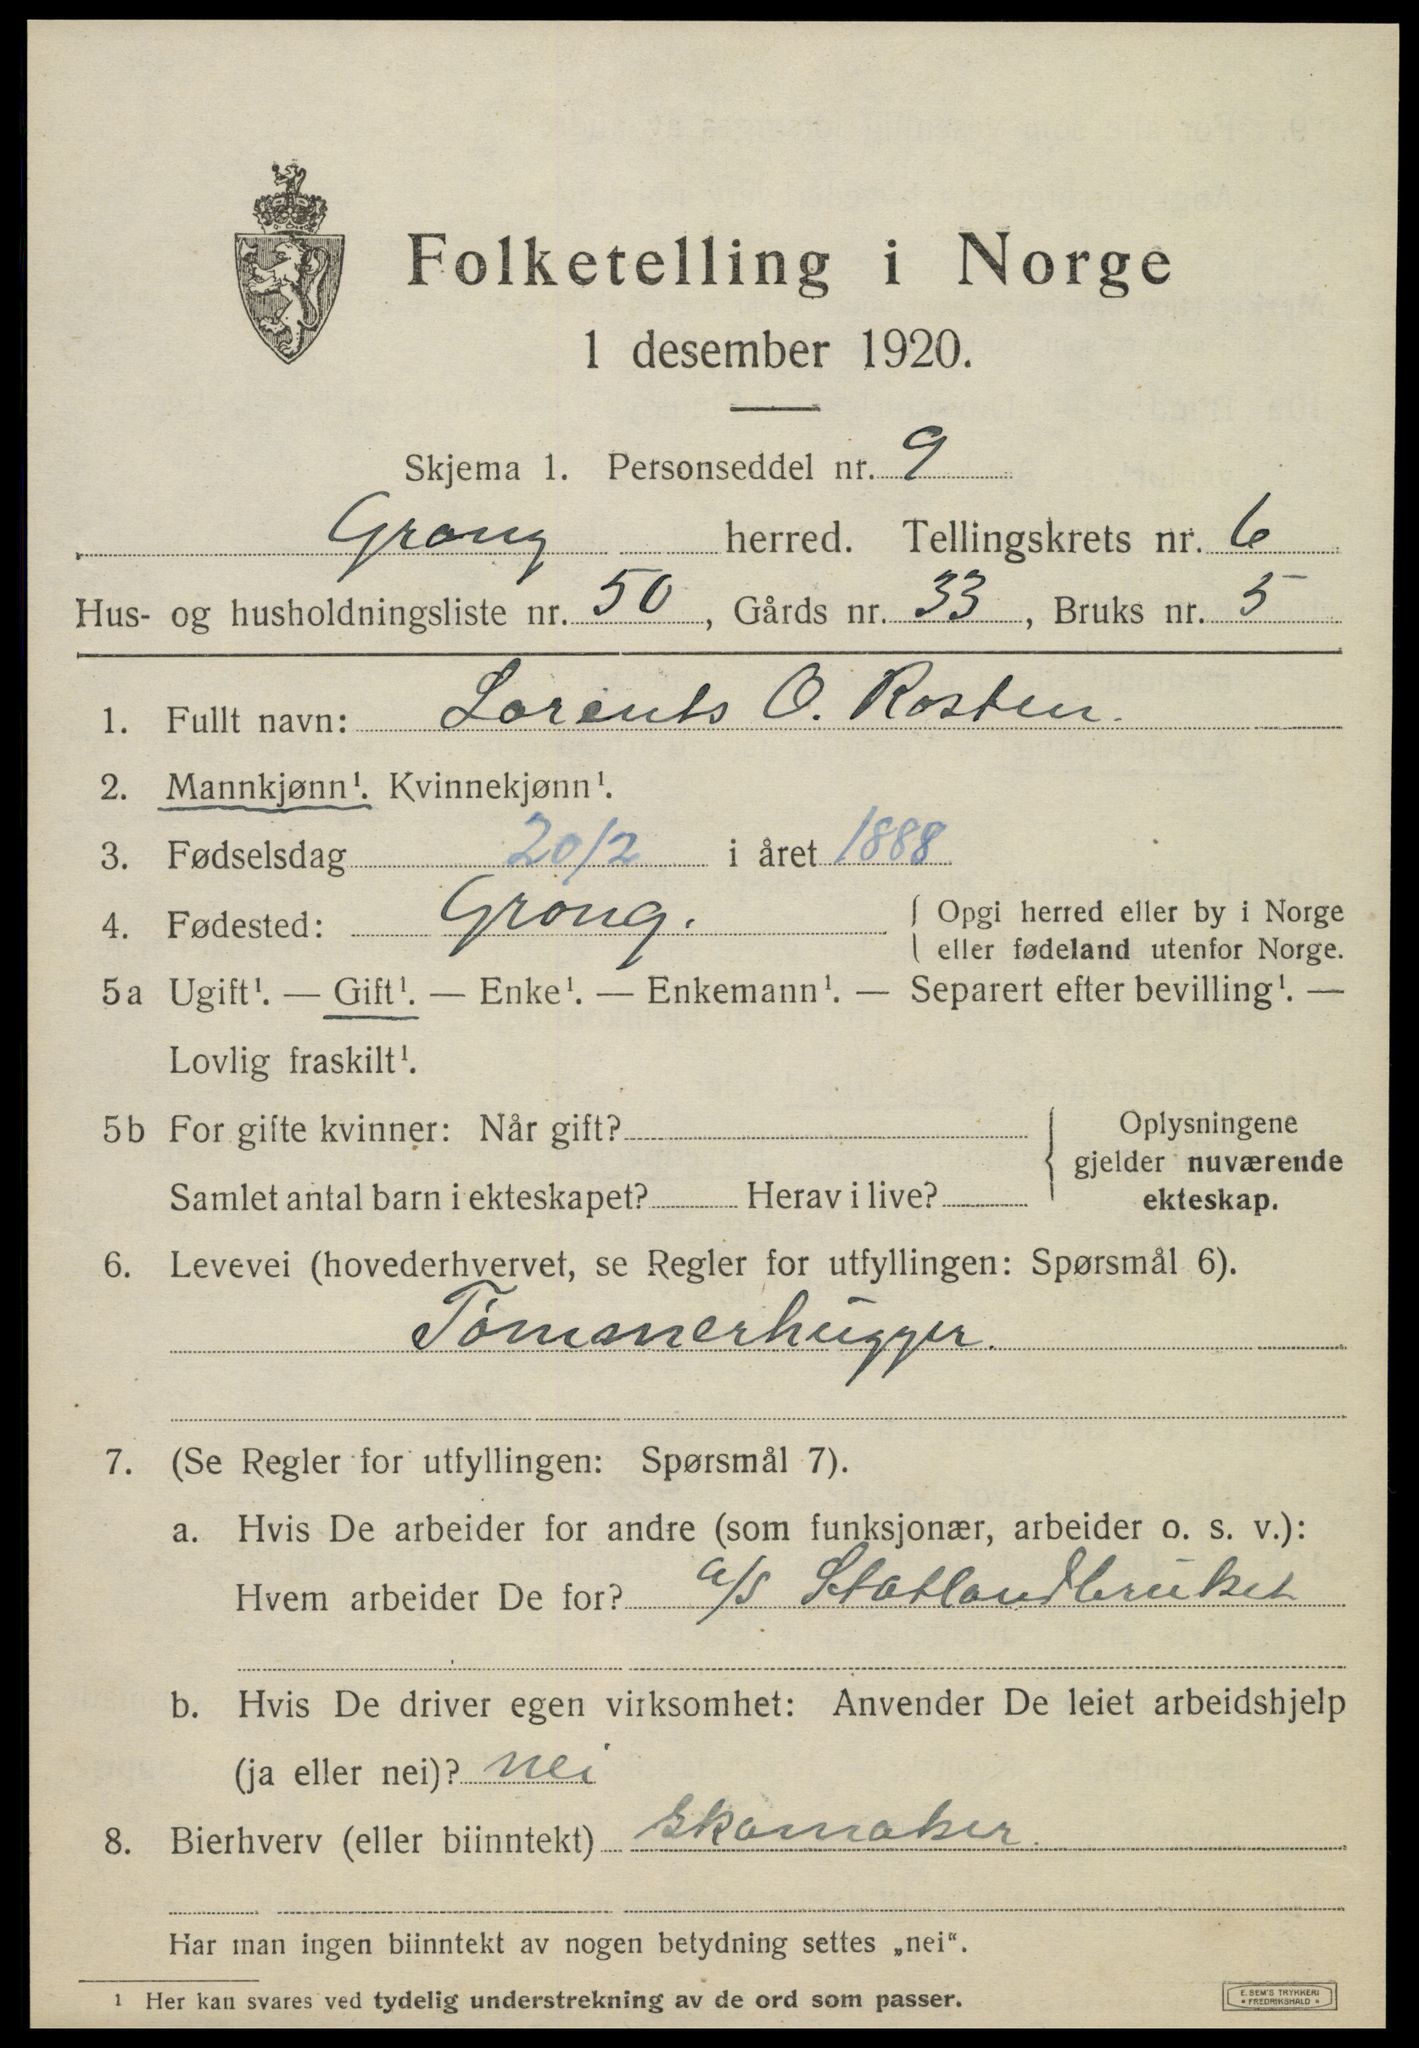 Folketelling i Norge
1 desember 1920.
Skjema 1. Personseddel nr. 9
Grong herred. Tellingskrets nr. 6
Hus- og husholdningsliste nr. 50, Gårds nr. 33, Bruks nr. 5
1. Fullt navn: Lorents O. Rosten.
2. Mannkjønn¹. Kvinnekjønn¹.
3. Fødselsdag 20/2 i året 1888
4. Fødested: Grong. { Opgi herred eller by i Norge
eller fødeland utenfor Norge.
5a Ugift¹. — Gift¹. — Enke¹. — Enkemann¹. — Separert efter bevilling¹. —
Lovlig fraskilt¹.
5b For gifte kvinner: Når gift?
Samlet antal barn i ekteskapet? Herav i live?
Oplysningene
gjelder nuværende
ekteskap.
6. Levevei (hovederhvervet, se Regler for utfyllingen: Spørsmål 6).
Tømmerhugger.
7. (Se Regler for utfyllingen: Spørsmål 7).
a. Hvis De arbeider for andre (som funksjonær, arbeider o. s. v.):
Hvem arbeider De for? a/s Statlandbruket
b. Hvis De driver egen virksomhet: Anvender De leiet arbeidshjelp
(ja eller nei)? nei
8. Bierhverv (eller biinntekt) skomaker.
Har man ingen biinntekt av nogen betydning settes „nei“.
¹ Her kan svares ved tydelig understrekning av de ord som passer.
E. SEM'S TRYKKERI
* FREDRIKSHALD *